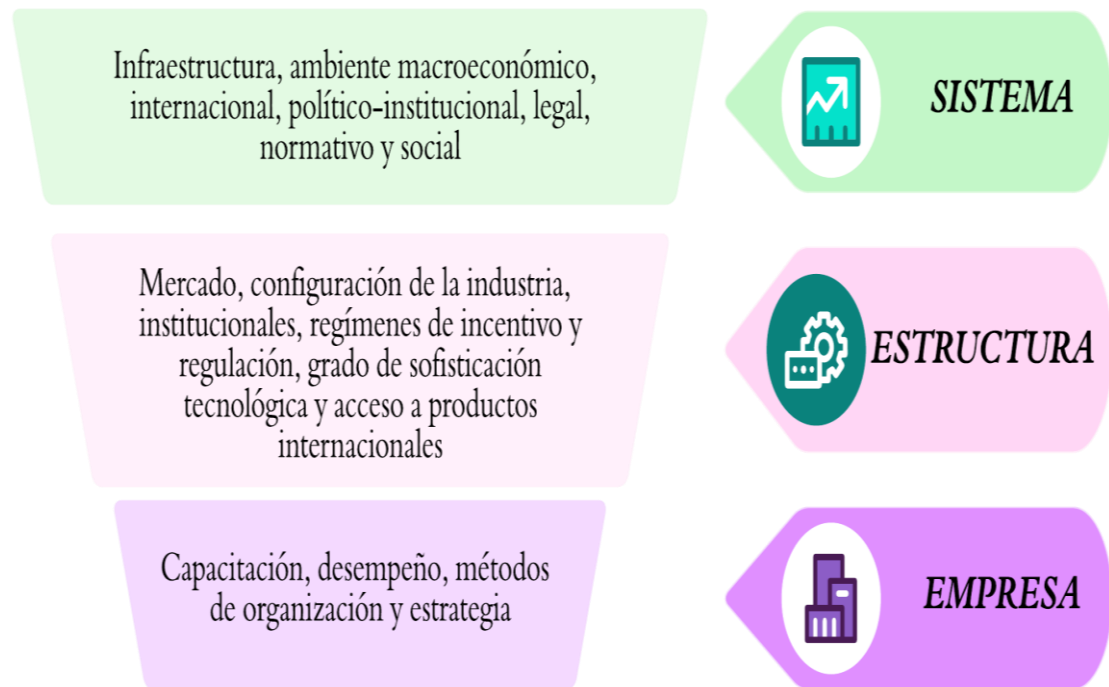 Infraestructura, ambiente macroeconómico,
internacional, político-institucional, legal,
normativo y social
SISTEMA
Mercado, configuración de la industria,
institucionales, regímenes de incentivo y
regulación, grado de sofisticación
tecnológica y acceso a productos
internacionales
ESTRUCTURA
Capacitación, desempeño, métodos
de organización y estrategia
EMPRESA